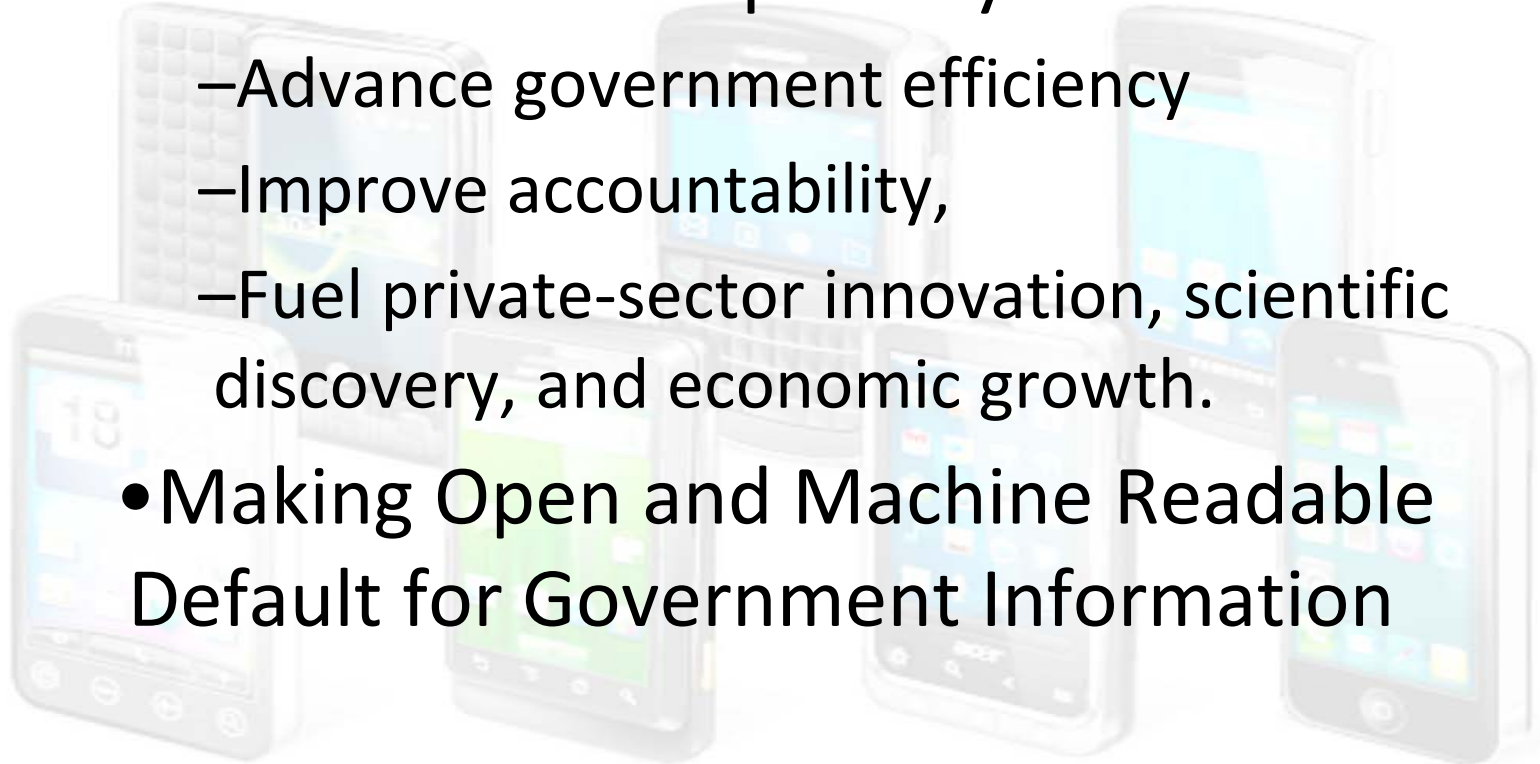 –Advance government efficiency
–Improve accountability,
–Fuel private-sector innovation, scientific
discovery, and economic growth.
•Making Open and Machine Readable
Default for Government Information